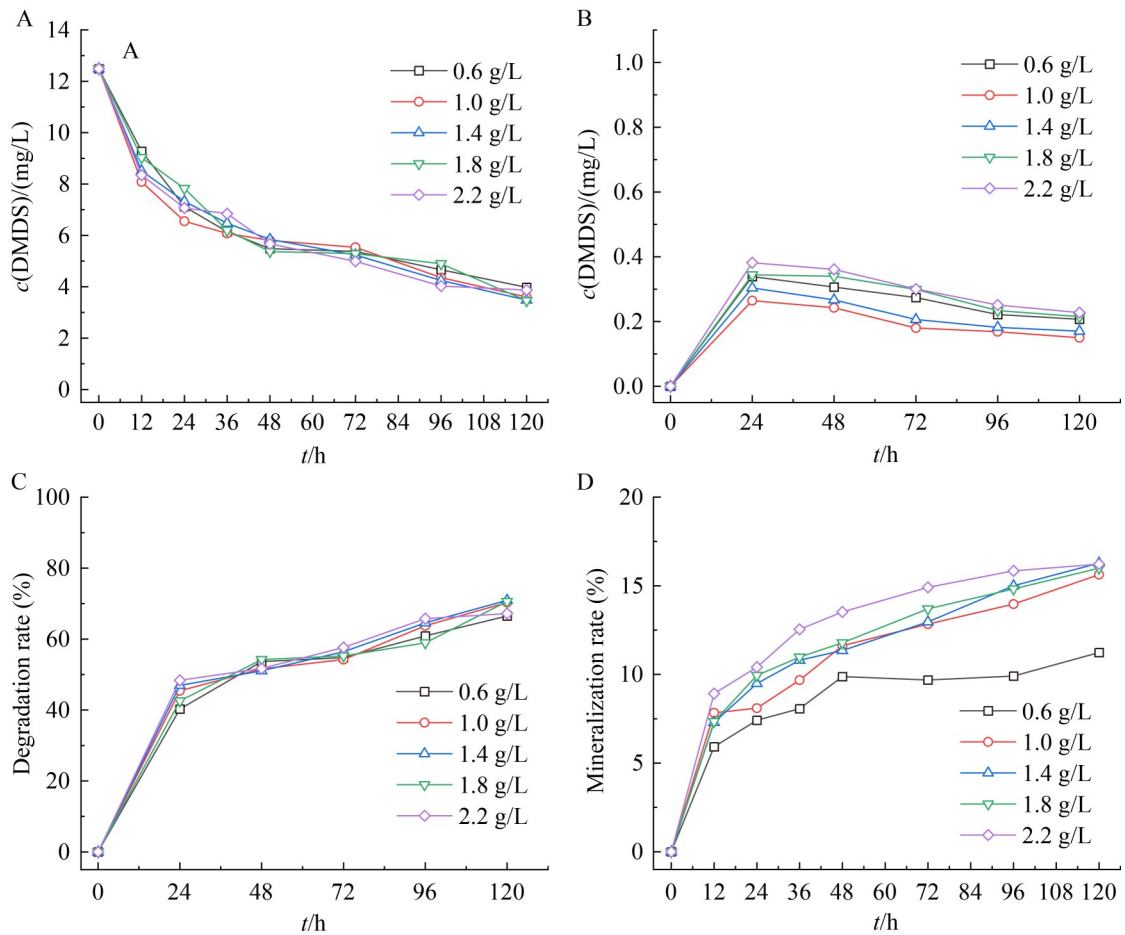 A
14
12
10
8
6
4
2
0
c(DMDS)/(mg/L)
A
0.6 g/L
1.0 g/L
1.4 g/L
1.8 g/L
2.2 g/L
0 12 24 36 48 60 72 84 96 108 120
t/h
B
1.0
0.8
0.6
0.4
0.2
0.0
c(DMDS)/(mg/L)
0.6 g/L
1.0 g/L
1.4 g/L
1.8 g/L
2.2 g/L
0 24 48 72 96 120
t/h
C
100
80
60
40
20
0
Degradation rate (%)
0.6 g/L
1.0 g/L
1.4 g/L
1.8 g/L
2.2 g/L
0 24 48 72 96 120
t/h
D
20
15
10
5
0
Mineralization rate (%)
0.6 g/L
1.0 g/L
1.4 g/L
1.8 g/L
2.2 g/L
0 12 24 36 48 60 72 84 96 108 120
t/h